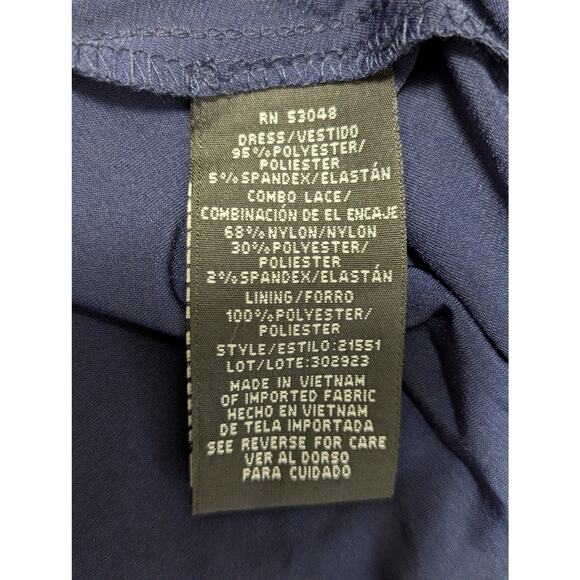 RN 53048
DRESS/VESTIDO
95%POLYESTER/
POLIESTER
5%SPANDEX/ELASTÁN
COMBO LACE/
COMBINACIÓN DE EL ENCAJE
68%NYLON/NYLON
30%POLYESTER/
POLIESTER
2%SPANDEX/ELASTÁN
LINING/FORRO
100%POLYESTER/
POLIESTER
STYLE/ESTILO:21551
LOT/LOTE:302923
MADE IN VIETNAM
OF IMPORTED FABRIC
HECHO EN VIETNAM
DE TELA IMPORTADA
SEE REVERSE FOR CARE
VER AL DORSO
PARA CUIDADO